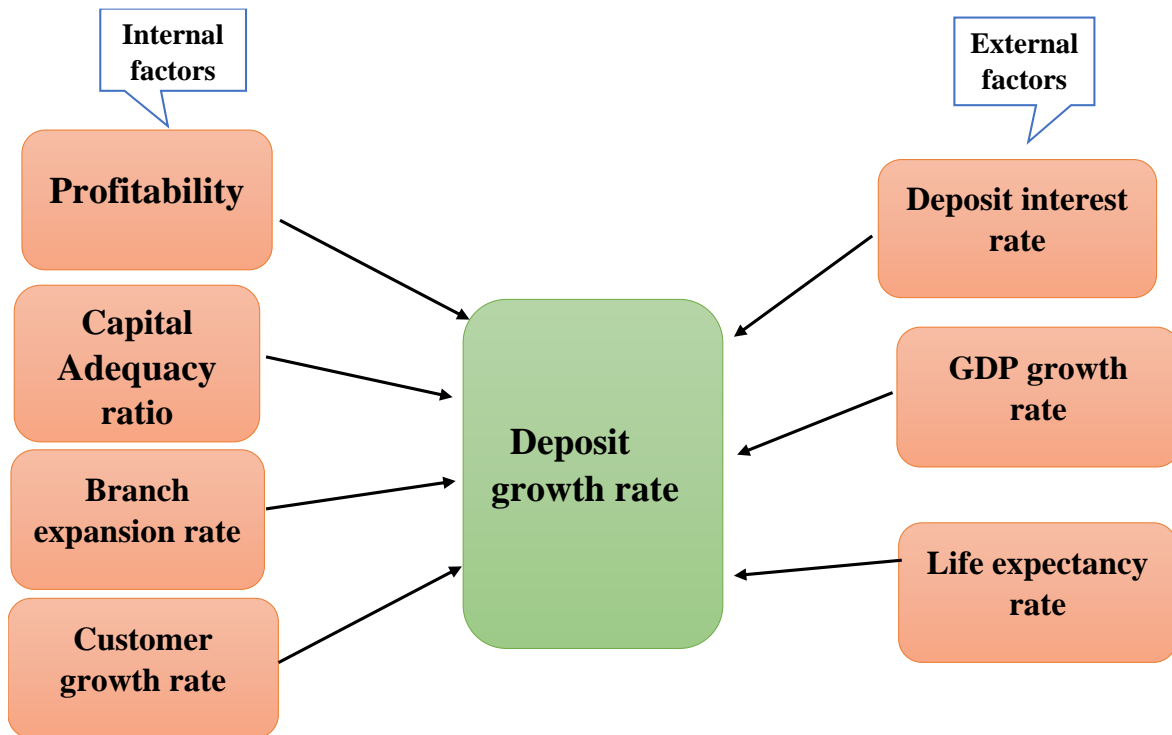 Internal
factors
Profitability
Capital
Adequacy
ratio
Branch
expansion rate
Customer
growth rate
Deposit
growth rate
External
factors
Deposit interest
rate
GDP growth
rate
Life expectancy
rate